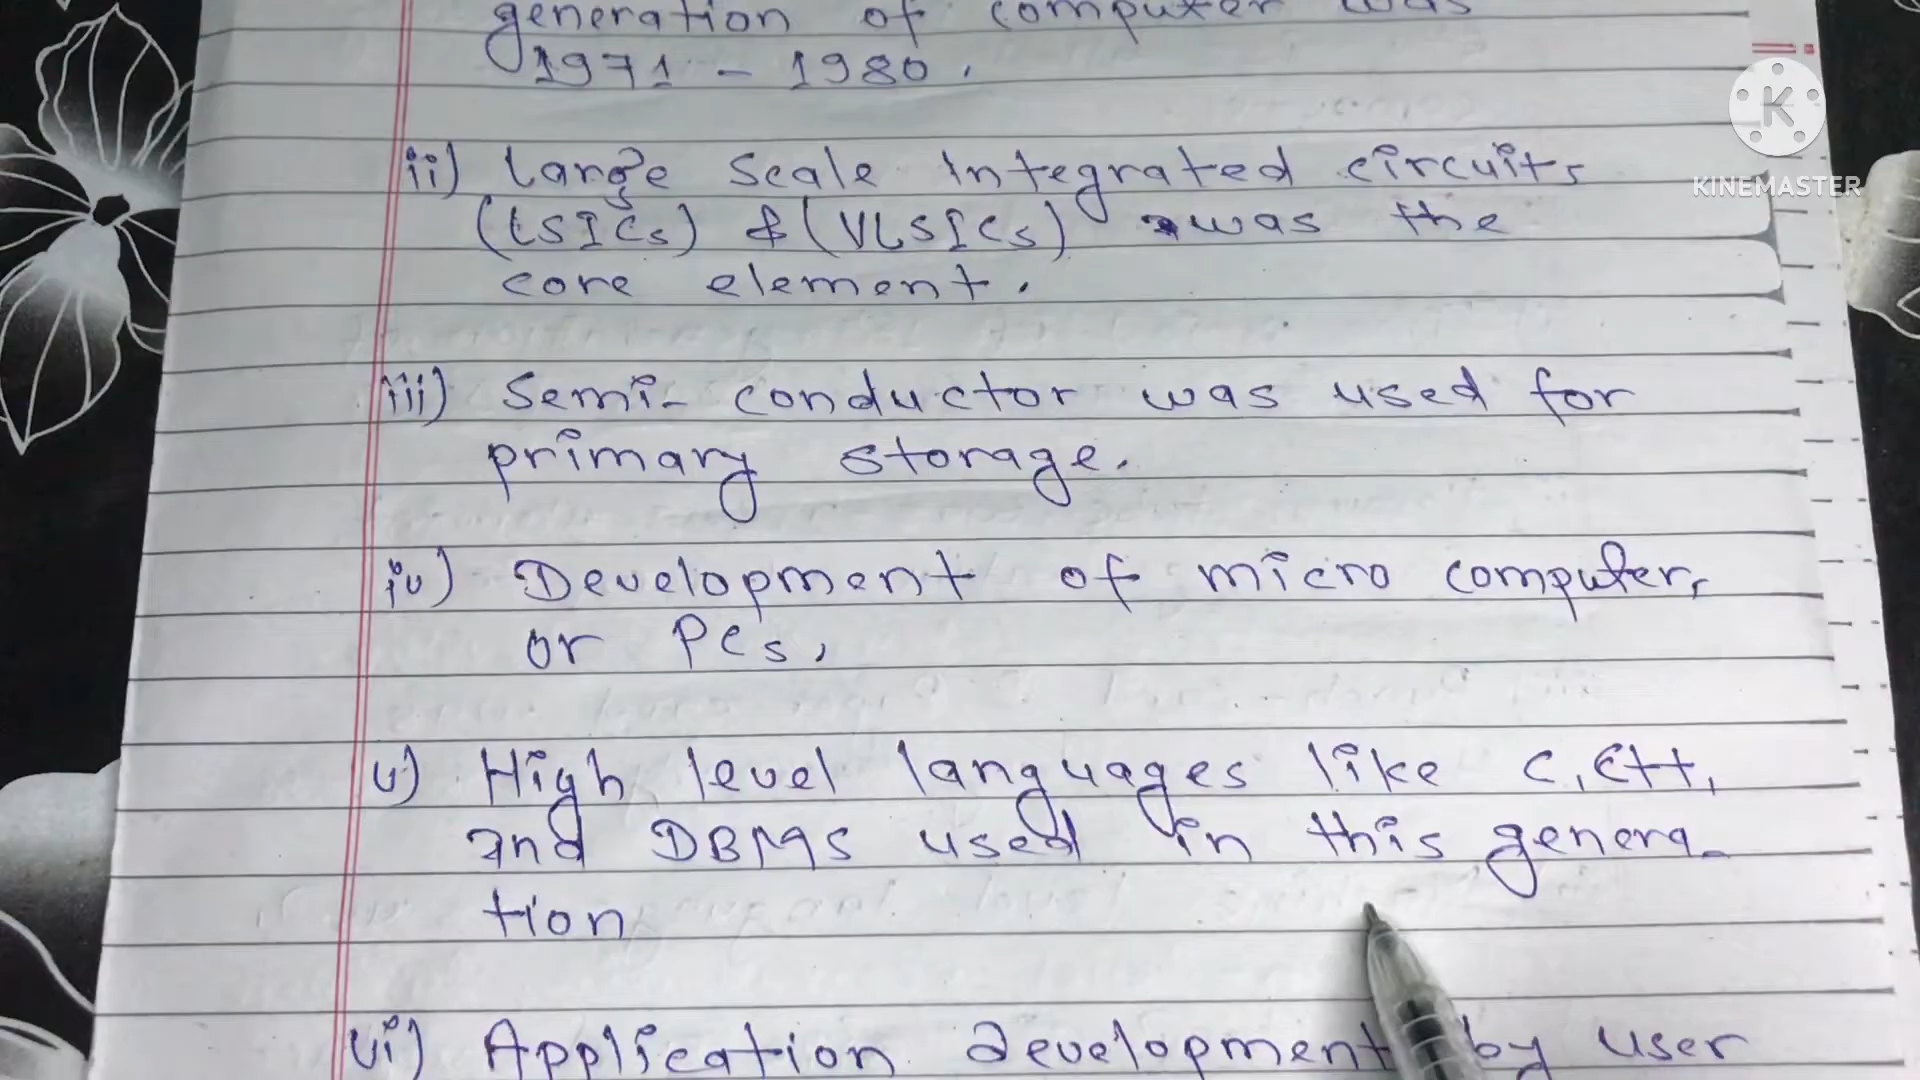 generation of computer was
1971 - 1980.
ii) Large Scale Integrated circuits
(LSICs) & (VLSICs) was the
core element.
iii) Semi- conductor was used for
primary storage.
iv) Development of micro computers
or PCs,
v) High level languages like C, C++,
and DBMS used in this genera-
tion
vi) Application development by user
KINEMASTER